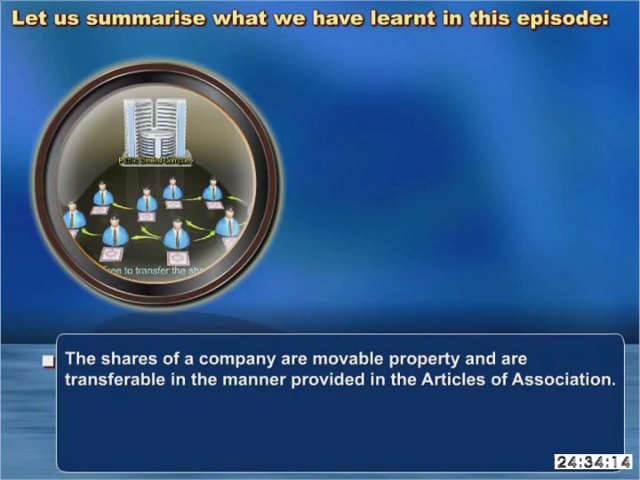 Let us summarise what we have learnt in this episode:
Public Limited Company
Free to transfer the sha
The shares of a company are movable property and are
transferable in the manner provided in the Articles of Association.
24:34:14